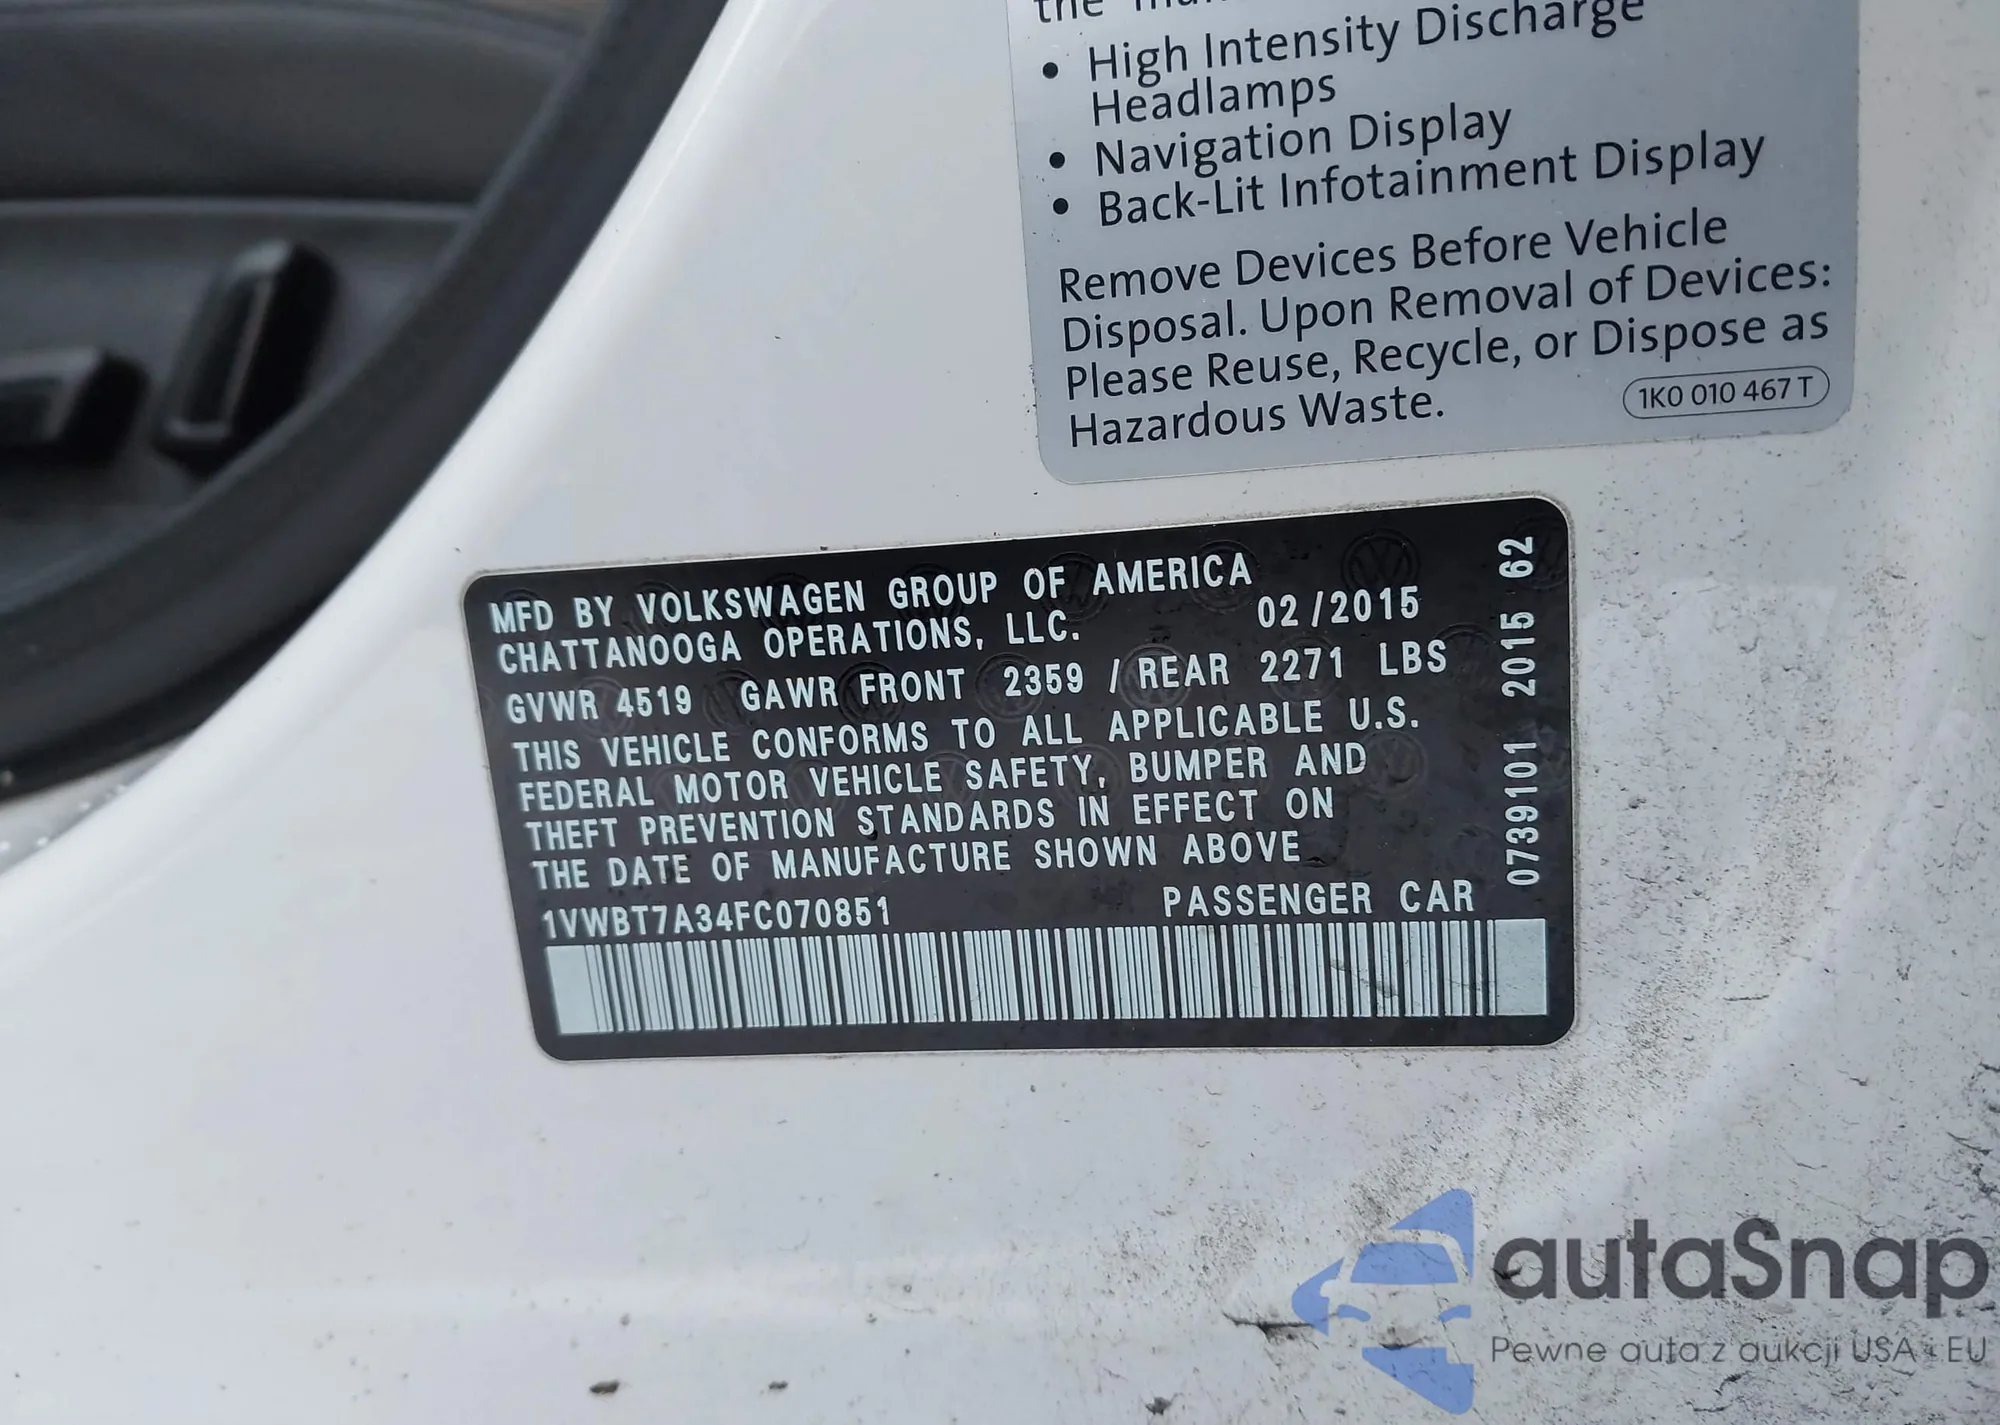 the
• High Intensity Discharge
Headlamps
• Navigation Display
• Back-Lit Infotainment Display
Remove Devices Before Vehicle
Disposal. Upon Removal of Devices:
Please Reuse, Recycle, or Dispose as
Hazardous Waste.
1K0 010 467 T
MFD BY VOLKSWAGEN GROUP OF AMERICA
CHATTANOOGA OPERATIONS, LLC. 02/2015
GVWR 4519 GAWR FRONT 2359 / REAR 2271 LBS
THIS VEHICLE CONFORMS TO ALL APPLICABLE U.S.
FEDERAL MOTOR VEHICLE SAFETY, BUMPER AND
THEFT PREVENTION STANDARDS IN EFFECT ON
THE DATE OF MANUFACTURE SHOWN ABOVE
1VWBT7A34FC070851 PASSENGER CAR
07391101 2015 62
autaSnap
Pewne auta z aukcji USA i EU